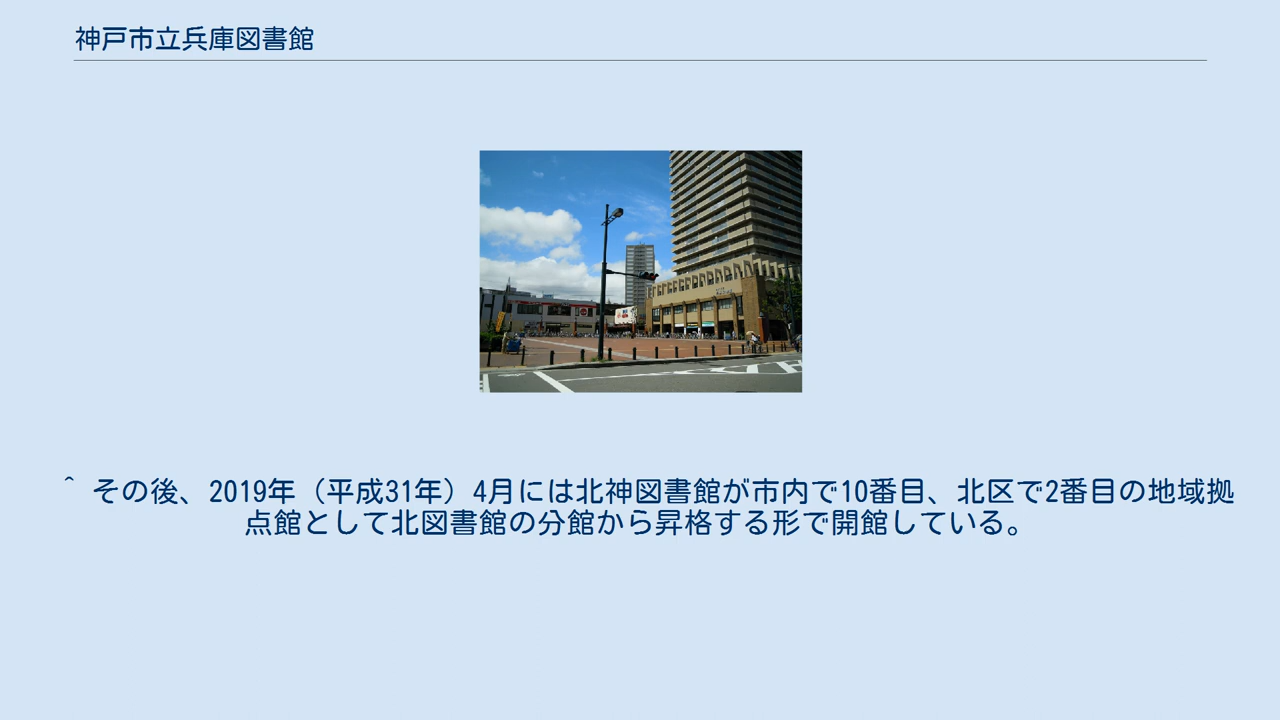 神戸市立兵庫図書館
^ その後、2019年（平成31年）4月には北神図書館が市内で10番目、北区で2番目の地域拠
点館として北図書館の分館から昇格する形で開館している。